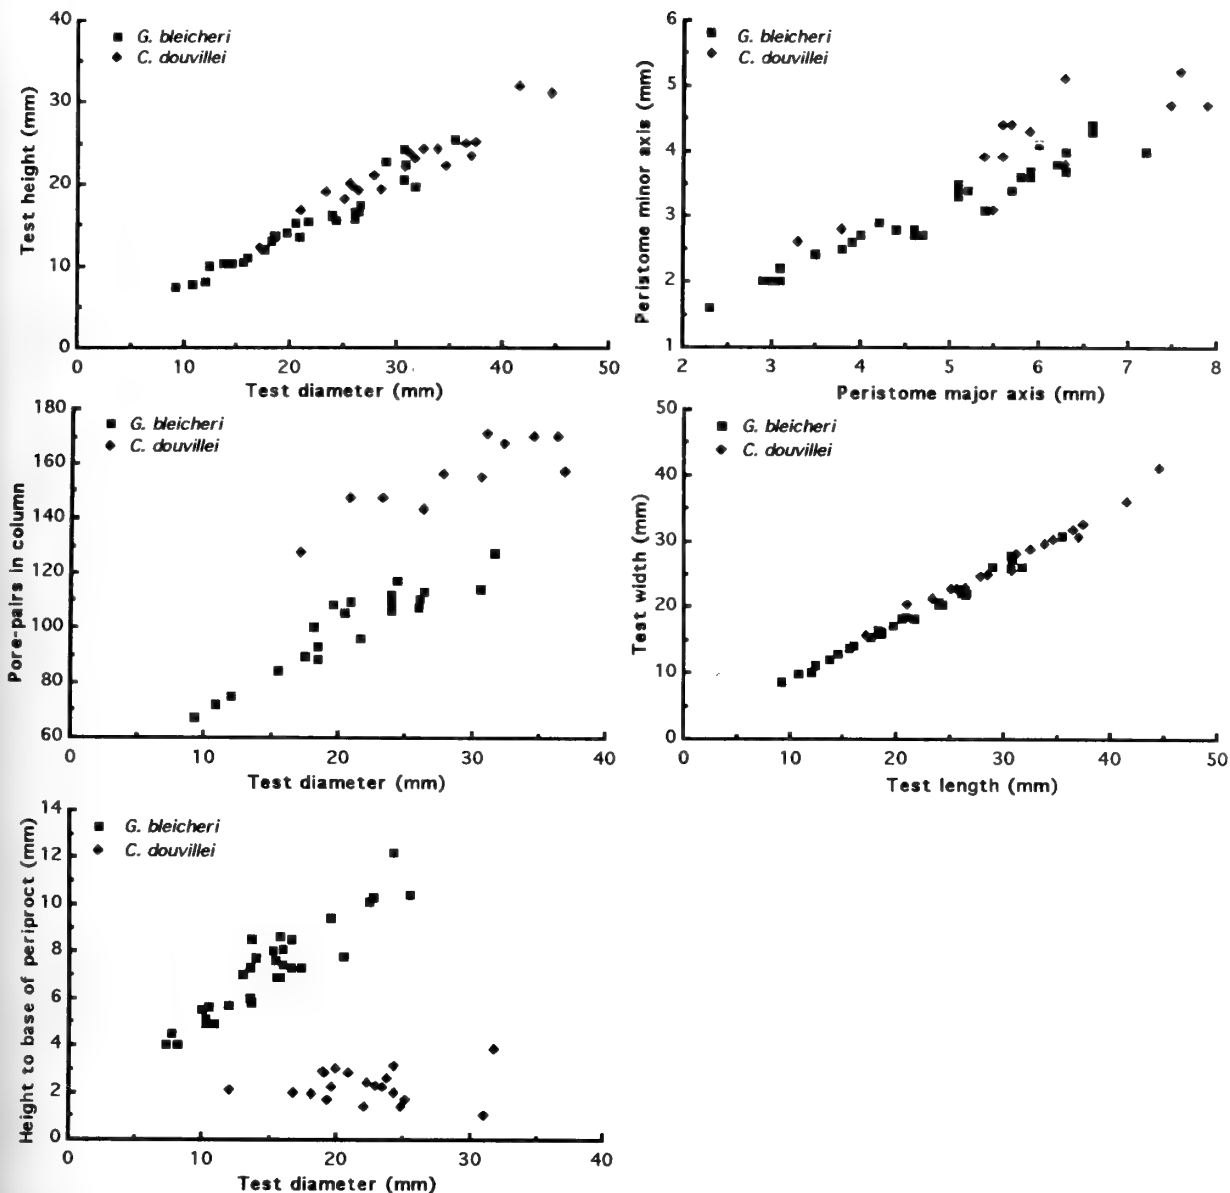 40
30
20
10
0
Test height (mm)
G. bleicheri
C. douvillei
0 10 20 30 40 50
Test diameter (mm)
6
5
4
3
2
1
Peristome minor axis (mm)
G. bleicheri
C. douvillei
2 3 4 5 6 7 8
Peristome major axis (mm)
180
160
140
120
100
80
60
Pore-pairs in column
G. bleicheri
C. douvillei
0 10 20 30 40
Test diameter (mm)
50
40
30
20
10
0
Test width (mm)
G. bleicheri
C. douvillei
0 10 20 30 40 50
Test length (mm)
14
12
10
8
6
4
2
0
Height to base of periproct (mm)
G. bleicheri
C. douvillei
0 10 20 30 40
Test diameter (mm)